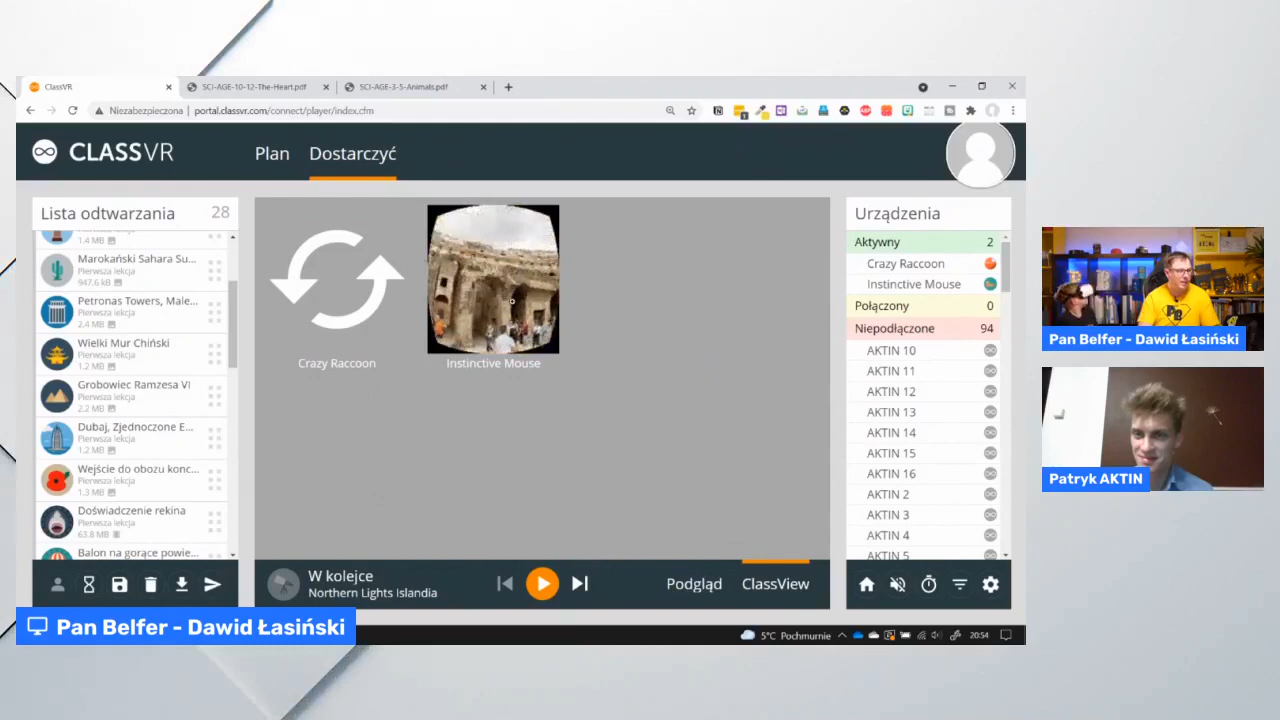 ClassVR
SCI-AGE-10-12-The-Heart.pdf
SCI-AGE-3-5-Animals.pdf
Niezabezpieczona
portal.classvr.com/connect/player/index.cfm
CLASSVR
Plan
Dostarczyć
Lista odtwarzania 28
1.4 MB
Marokański Sahara Su...
Pierwsza lekcja
947.6 kB
Petronas Towers, Male...
Pierwsza lekcja
2.4 MB
Wielki Mur Chiński
Pierwsza lekcja
1.2 MB
Grobowiec Ramzesa VI
Pierwsza lekcja
2.2 MB
Dubaj, Zjednoczone E...
Pierwsza lekcja
1.2 MB
Wejście do obozu konc...
Pierwsza lekcja
1.3 MB
Doświadczenie rekina
Pierwsza lekcja
63.8 MB
Balon na gorące powie...
Crazy Raccoon
Instinctive Mouse
W kolejce
Northern Lights Islandia
Podgląd
ClassView
Urządzenia
Aktywny 2
Crazy Raccoon
Instinctive Mouse
Połączony 0
Niepodłączone 94
AKTIN 10
AKTIN 11
AKTIN 12
AKTIN 13
AKTIN 14
AKTIN 15
AKTIN 16
AKTIN 2
AKTIN 3
AKTIN 4
AKTIN 5
5°C Pochmurnie
20:54
Pan Belfer - Dawid Łasiński
Pan Belfer - Dawid Łasiński
Patryk AKTIN